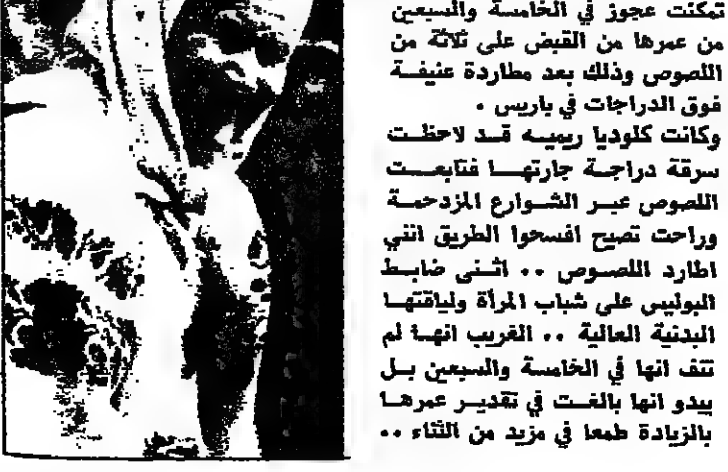 تمكنت عجوز في الخامسة والسبعين
من عمرها من القبض على ثلاثة من
اللصوص وذلك بعد مطاردة عنيفة
فوق الدراجات في باريس .
وكانت كلوديا ريميه قد لاحظت
سرقة دراجة جارتها فتابعت
اللصوص عبر الشوارع المزدحمة
وراحت تصيح افسحوا الطريق انني
اطارد اللصوص .. اثنى ضابط
البوليس على شباب المرأة ولياقتها
البدنية العالية .. الغريب انها لم
تنف انها في الخامسة والسبعين بل
يبدو انها بالغت في تقدير عمرها
بالزيادة طمعا في مزيد من الثناء ..